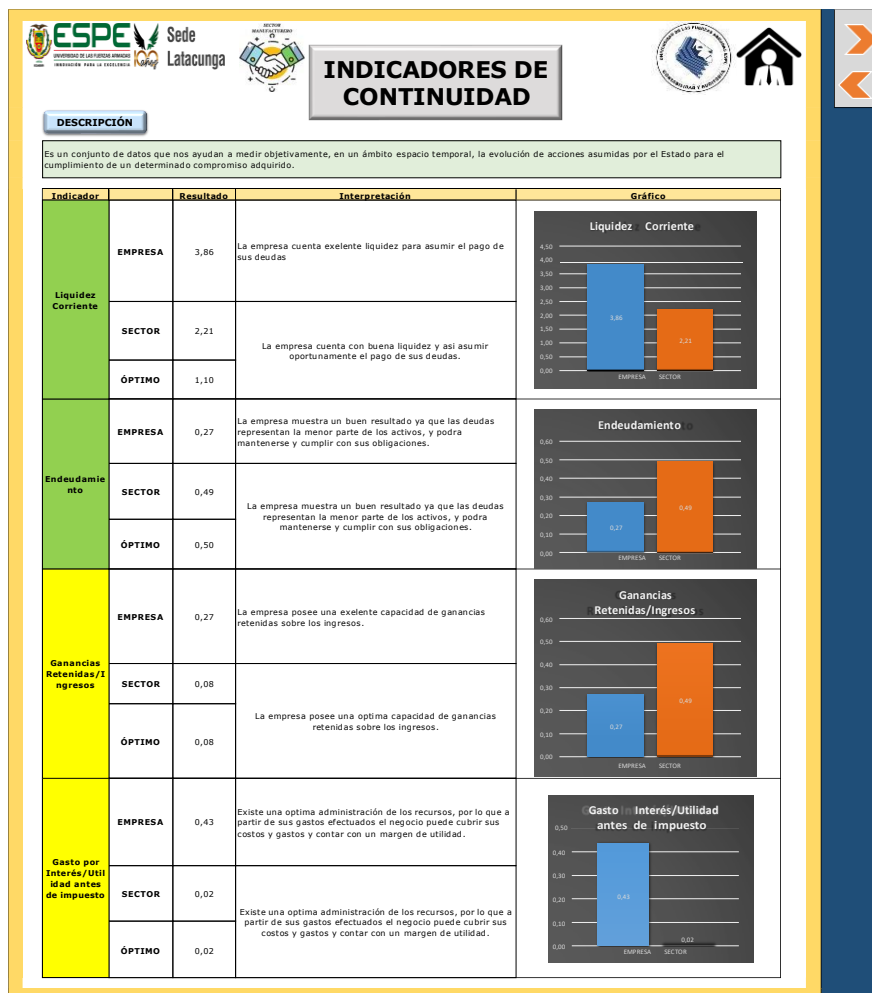 ESPE
UNIVERSIDAD DE LAS FUERZAS ARMADAS
INNOVACIÓN PARA LA EXCELENCIA
Sede
Latacunga
SECTOR
MANUFACTURERO
INDICADORES DE
CONTINUIDAD
DESCRIPCIÓN
Es un conjunto de datos que nos ayudan a medir objetivamente, en un ámbito espacio temporal, la evolución de acciones asumidas por el Estado para el
cumplimiento de un determinado compromiso adquirido.
Indicador Resultado Interpretación Gráfico
Liquidez
Corriente
EMPRESA 3,86
La empresa cuenta exelente liquidez para asumir el pago de
sus deudas
SECTOR 2,21
La empresa cuenta con buena liquidez y asi asumir
oportunamente el pago de sus deudas.
ÓPTIMO 1,10
Liquidez Corriente
4,50
4,00
3,50
3,00
2,50
2,00
1,50
1,00
0,50
0,00
3,86
2,21
EMPRESA SECTOR
Endeudamie
nto
EMPRESA 0,27
La empresa muestra un buen resultado ya que las deudas
representan la menor parte de los activos, y podra
mantenerse y cumplir con sus obligaciones.
SECTOR 0,49
La empresa muestra un buen resultado ya que las deudas
representan la menor parte de los activos, y podra
mantenerse y cumplir con sus obligaciones.
ÓPTIMO 0,50
Endeudamiento
0,60
0,50
0,40
0,30
0,20
0,10
0,00
0,27
0,49
EMPRESA SECTOR
Ganancias
Retenidas/I
ngresos
EMPRESA 0,27
La empresa posee una exelente capacidad de ganancias
retenidas sobre los ingresos.
SECTOR 0,08
La empresa posee una optima capacidad de ganancias
retenidas sobre los ingresos.
ÓPTIMO 0,08
Ganancias
Retenidas/Ingresos
0,60
0,50
0,40
0,30
0,20
0,10
0,00
0,27
0,49
EMPRESA SECTOR
Gasto por
Interés/Util
idad antes
de impuesto
EMPRESA 0,43
Existe una optima administración de los recursos, por lo que a
partir de sus gastos efectuados el negocio puede cubrir sus
costos y gastos y contar con un margen de utilidad.
SECTOR 0,02
Existe una optima administración de los recursos, por lo que a
partir de sus gastos efectuados el negocio puede cubrir sus
costos y gastos y contar con un margen de utilidad.
ÓPTIMO 0,02
Gasto Interés/Utilidad
antes de impuesto
0,50
0,40
0,30
0,20
0,10
0,00
0,43
0,02
EMPRESA SECTOR